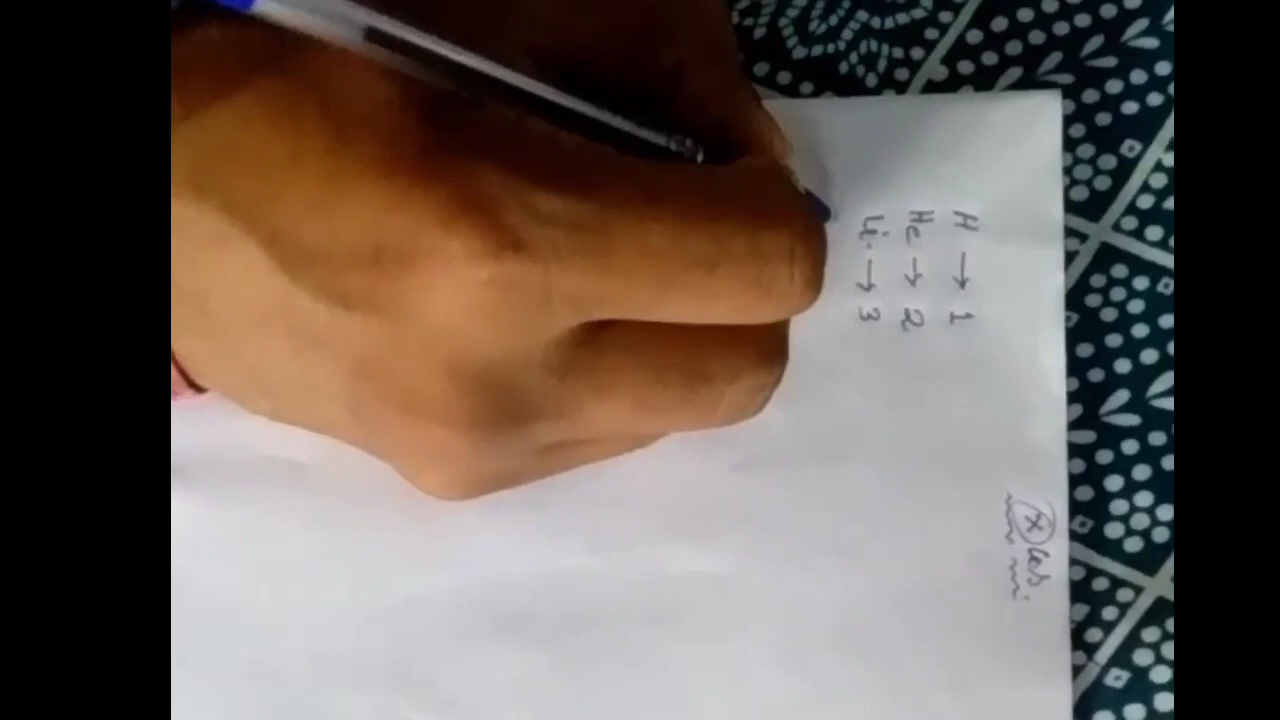 H → 1
He → 2
Li → 3